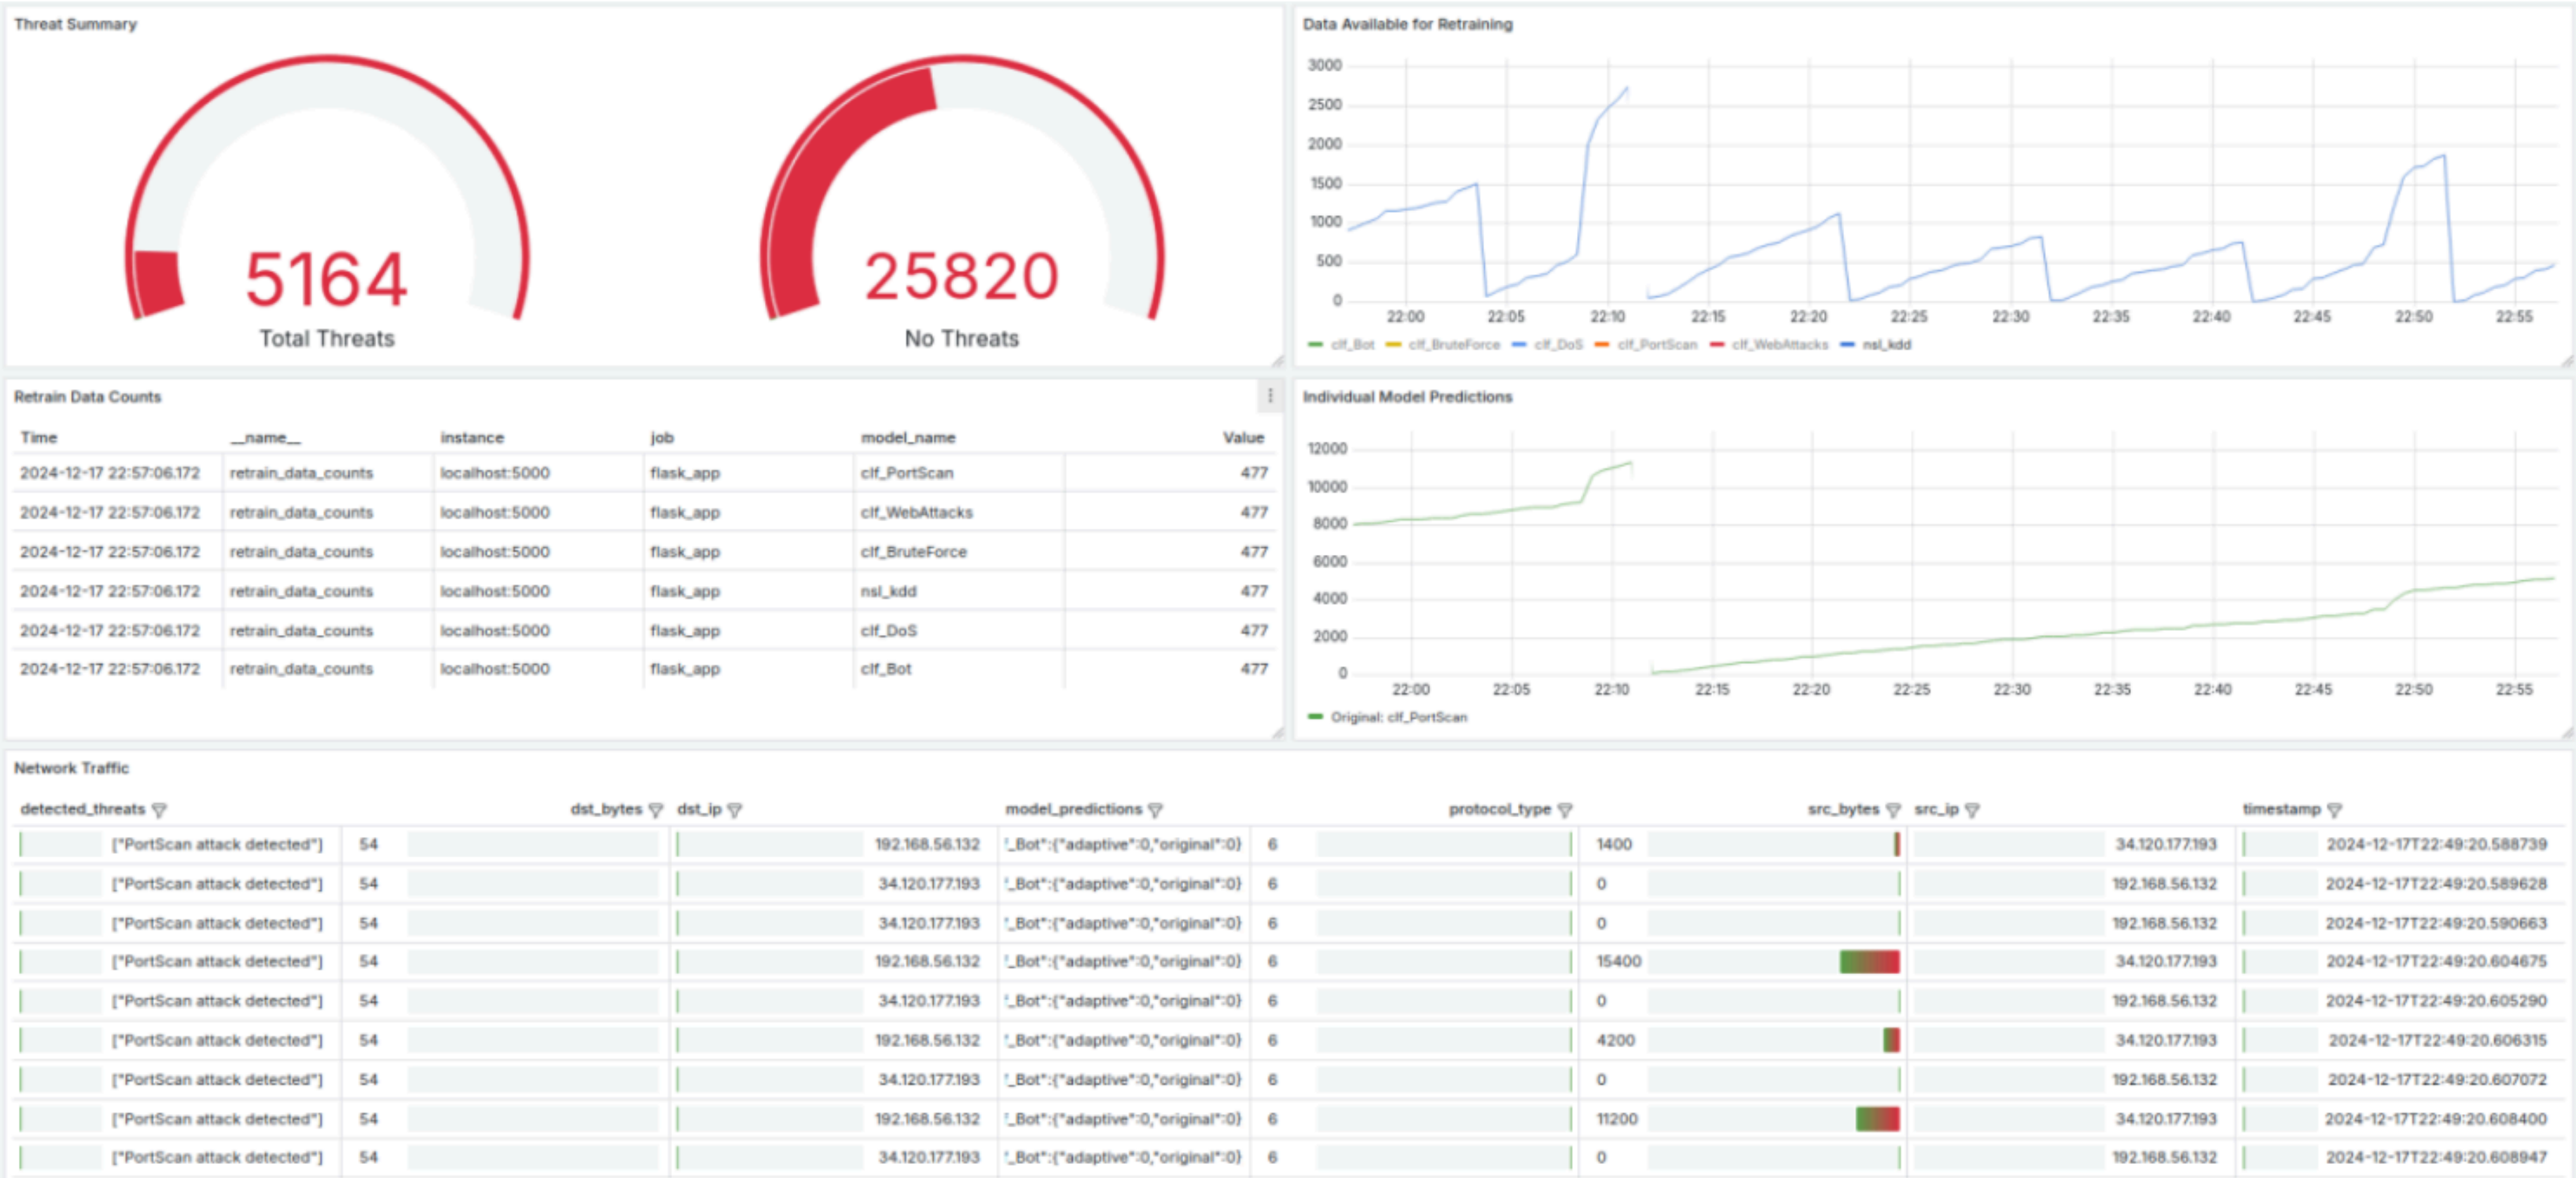 Threat Summary
5164
Total Threats
25820
No Threats
Data Available for Retraining
3000
2500
2000
1500
1000
500
0
22:00 22:05 22:10 22:15 22:20 22:25 22:30 22:35 22:40 22:45 22:50 22:55
clf_Bot clf_BruteForce clf_DoS clf_PortScan clf_WebAttacks nsl_kdd
Retrain Data Counts
Time __name__ instance job model_name Value
2024-12-17 22:57:06.172 retrain_data_counts localhost:5000 flask_app clf_PortScan 477
2024-12-17 22:57:06.172 retrain_data_counts localhost:5000 flask_app clf_WebAttacks 477
2024-12-17 22:57:06.172 retrain_data_counts localhost:5000 flask_app clf_BruteForce 477
2024-12-17 22:57:06.172 retrain_data_counts localhost:5000 flask_app nsl_kdd 477
2024-12-17 22:57:06.172 retrain_data_counts localhost:5000 flask_app clf_DoS 477
2024-12-17 22:57:06.172 retrain_data_counts localhost:5000 flask_app clf_Bot 477
Individual Model Predictions
12000
10000
8000
6000
4000
2000
0
22:00 22:05 22:10 22:15 22:20 22:25 22:30 22:35 22:40 22:45 22:50 22:55
Original: clf_PortScan
Network Traffic
detected_threats dst_bytes dst_ip model_predictions protocol_type src_bytes src_ip timestamp
["PortScan attack detected"] 54 192.168.56.132 _Bot":{"adaptive":0,"original":0} 6 1400 34.120.177.193 2024-12-17T22:49:20.588739
["PortScan attack detected"] 54 34.120.177.193 _Bot":{"adaptive":0,"original":0} 6 0 192.168.56.132 2024-12-17T22:49:20.589628
["PortScan attack detected"] 54 34.120.177.193 _Bot":{"adaptive":0,"original":0} 6 0 192.168.56.132 2024-12-17T22:49:20.590663
["PortScan attack detected"] 54 192.168.56.132 _Bot":{"adaptive":0,"original":0} 6 15400 34.120.177.193 2024-12-17T22:49:20.604675
["PortScan attack detected"] 54 34.120.177.193 _Bot":{"adaptive":0,"original":0} 6 0 192.168.56.132 2024-12-17T22:49:20.605290
["PortScan attack detected"] 54 192.168.56.132 _Bot":{"adaptive":0,"original":0} 6 4200 34.120.177.193 2024-12-17T22:49:20.606315
["PortScan attack detected"] 54 34.120.177.193 _Bot":{"adaptive":0,"original":0} 6 0 192.168.56.132 2024-12-17T22:49:20.607072
["PortScan attack detected"] 54 192.168.56.132 _Bot":{"adaptive":0,"original":0} 6 11200 34.120.177.193 2024-12-17T22:49:20.608400
["PortScan attack detected"] 54 34.120.177.193 _Bot":{"adaptive":0,"original":0} 6 0 192.168.56.132 2024-12-17T22:49:20.608947